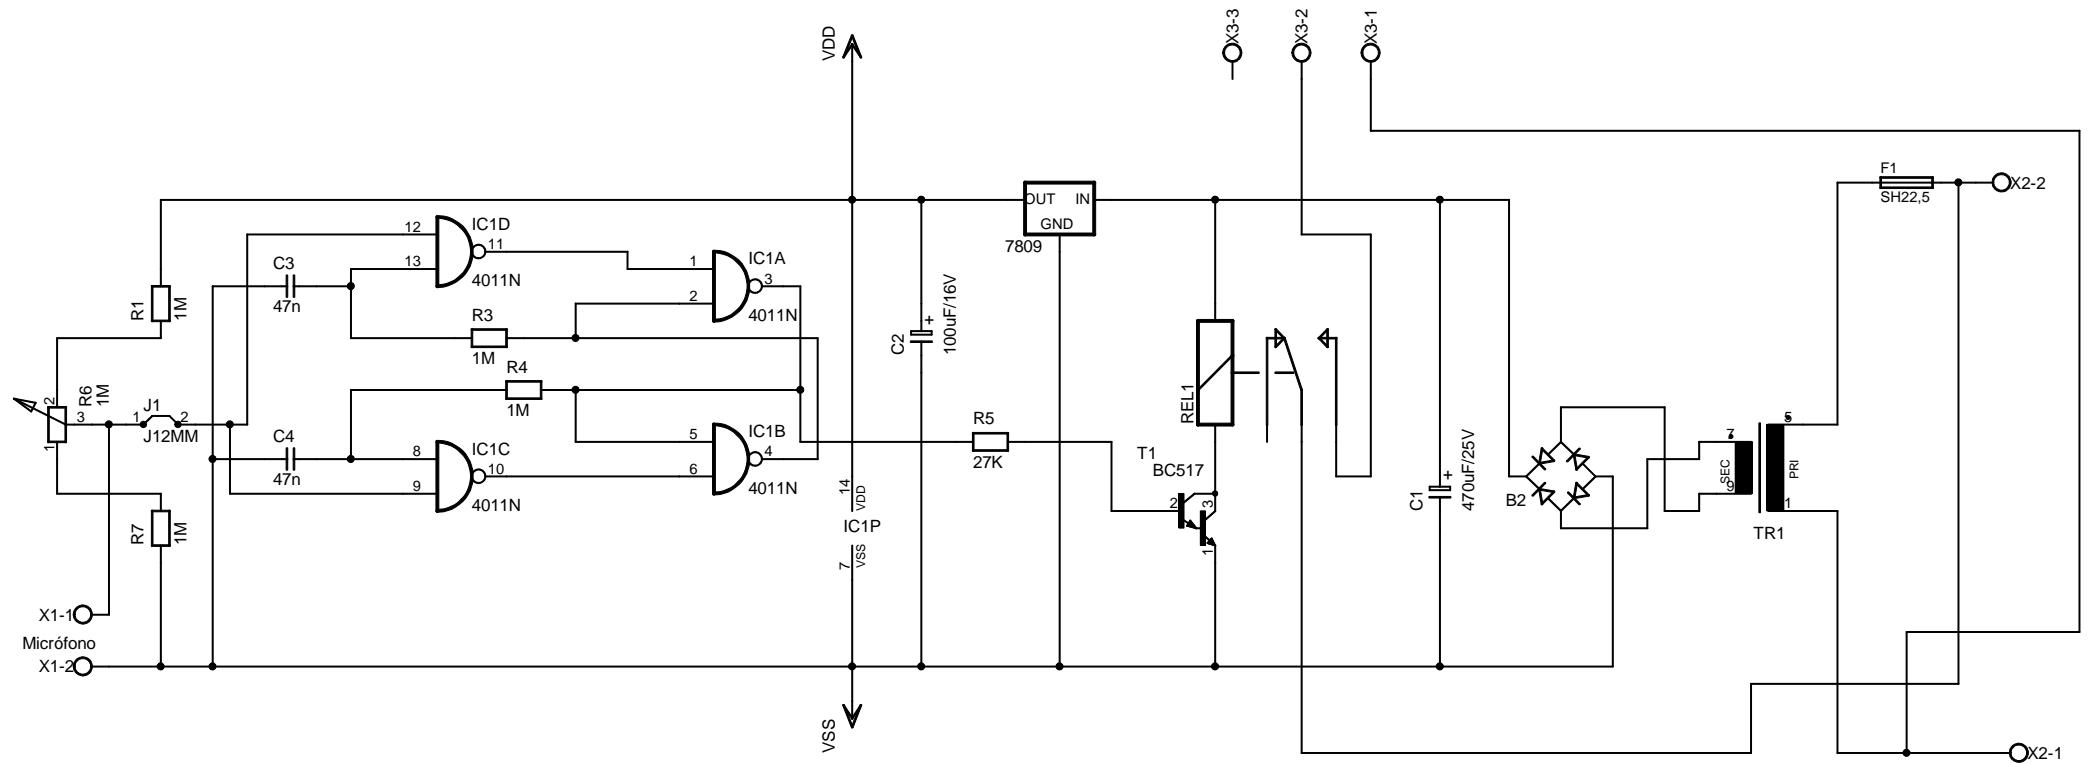 X3-3
X3-2
X3-1
VDD
F1
SH22,5
X2-2
OUT IN
GND
7809
12
IC1D
11
13
4011N
C3
47n
1
IC1A
3
2
4011N
R1
1M
R3
1M
R4
1M
C2
+
100uF/16V
REL1
2
R6
1M
3
1
J1
1
2
J12MM
C4
47n
8
IC1C
10
9
4011N
5
IC1B
4
6
4011N
R5
27K
T1
BC517
2
3
1
C1
+
470uF/25V
B2
7
SEC
9
5
PRI
1
TR1
R7
1M
14
VDD
IC1P
7
VSS
X1-1
Micrófono
X1-2
VSS
X2-1